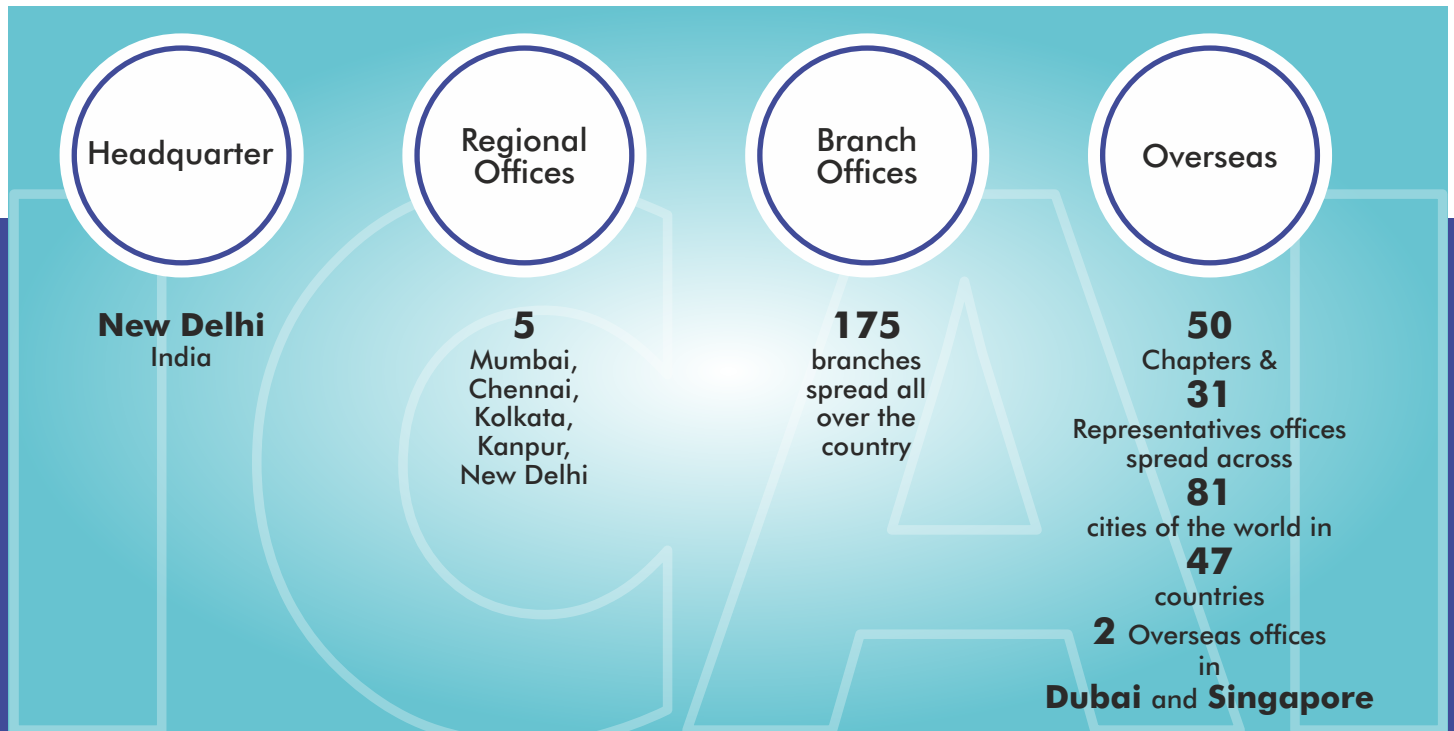 Headquarter
New Delhi
India
Regional
Offices
5
Mumbai,
Chennai,
Kolkata,
Kanpur,
New Delhi
Branch
Offices
175
branches
spread all
over the
country
Overseas
50
Chapters &
31
Representatives offices
spread across
81
cities of the world in
47
countries
2 Overseas offices
in
Dubai and Singapore
ICAI